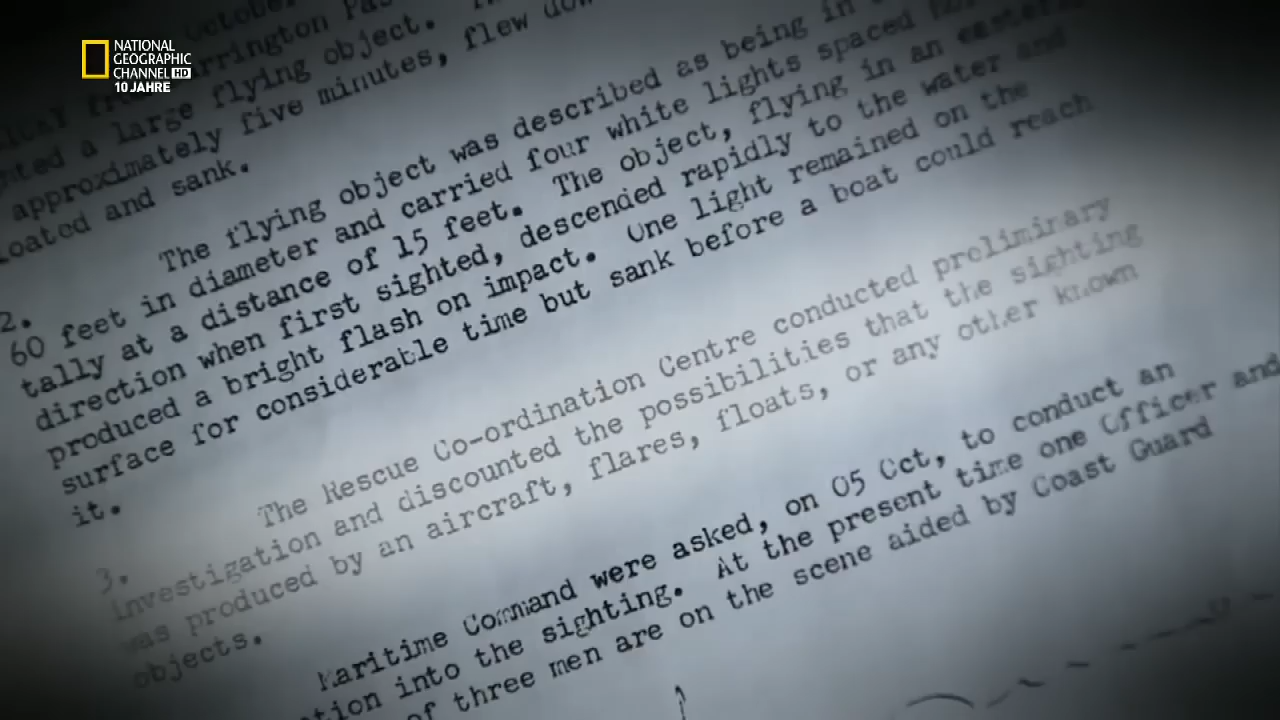 NATIONAL
GEOGRAPHIC
CHANNEL HD
10 JAHRE
October
a large flying object.
approximately five minutes, flew
and sank.
2. The flying object was described as being in
60 feet in diameter and carried four white lights spaced
tally at a distance of 15 feet. The object, flying in an eastern
direction when first sighted, descended rapidly to the water and
produced a bright flash on impact. One light remained on the
surface for considerable time but sank before a boat could reach
it.
3. The Rescue Co-ordination Centre conducted preliminary
investigation and discounted the possibilities that the sighting
was produced by an aircraft, flares, floats, or any other known
objects.
Maritime Command were asked, on 05 Oct, to conduct an
tion into the sighting. At the present time one Officer and
of three men are on the scene aided by Coast Guard